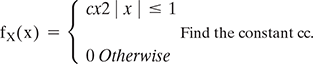 cx2 | x | ≤ 1
f_X(x) = {
Find the constant cc.
0 Otherwise